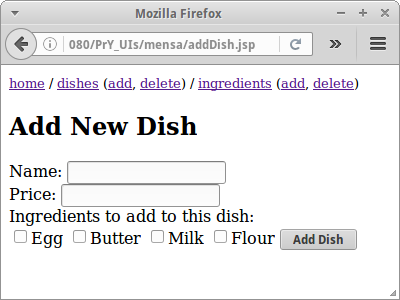 Mozilla Firefox
080/PrY_UIs/mensa/addDish.jsp
home / dishes (add, delete) / ingredients (add, delete)
Add New Dish
Name:
Price:
Ingredients to add to this dish:
Egg Butter Milk Flour Add Dish